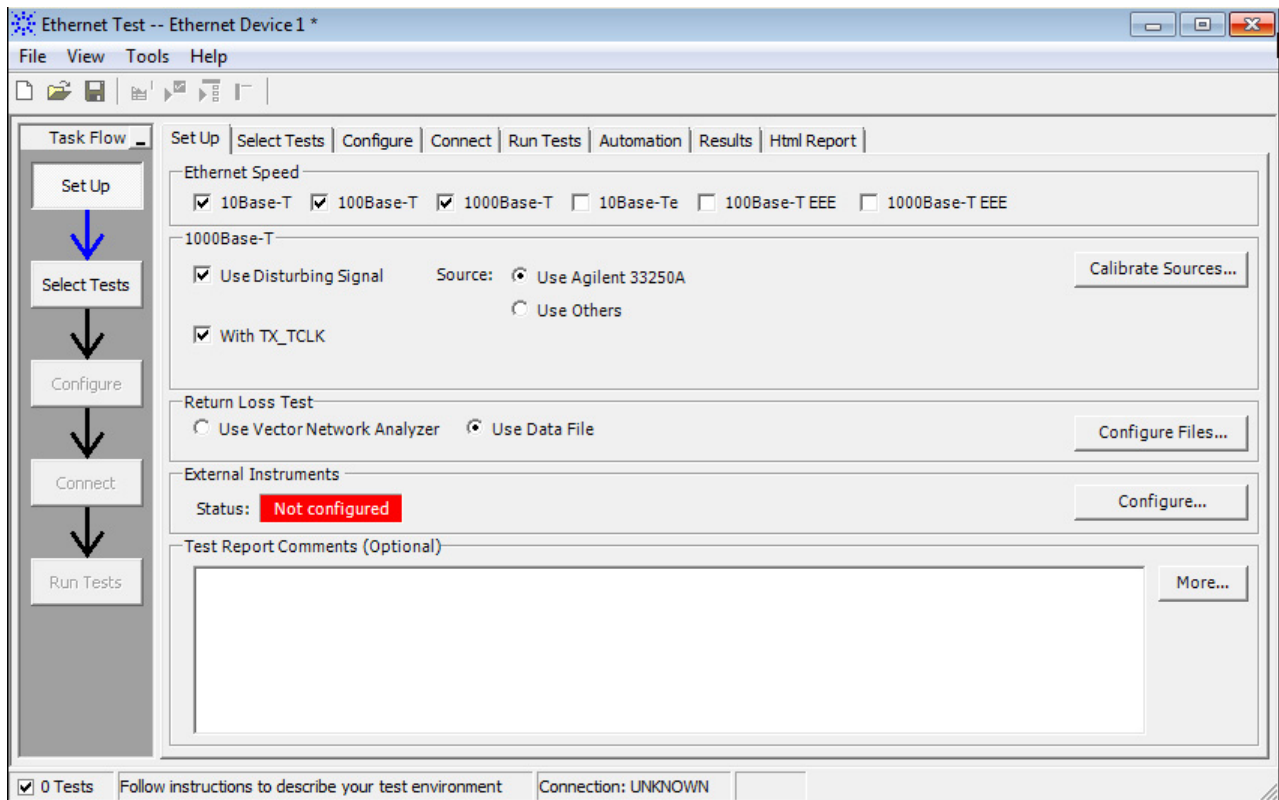 Ethernet Test -- Ethernet Device 1 *
File View Tools Help
Task Flow
Set Up
Select Tests
Configure
Connect
Run Tests
Set Up Select Tests Configure Connect Run Tests Automation Results Html Report
Ethernet Speed
10Base-T 100Base-T 1000Base-T 10Base-Te 100Base-T EEE 1000Base-T EEE
1000Base-T
Use Disturbing Signal Source: Use Agilent 33250A Calibrate Sources...
Use Others
With TX_TCLK
Return Loss Test
Use Vector Network Analyzer Use Data File Configure Files...
External Instruments
Status: Not configured Configure...
Test Report Comments (Optional)
More...
0 Tests Follow instructions to describe your test environment Connection: UNKNOWN